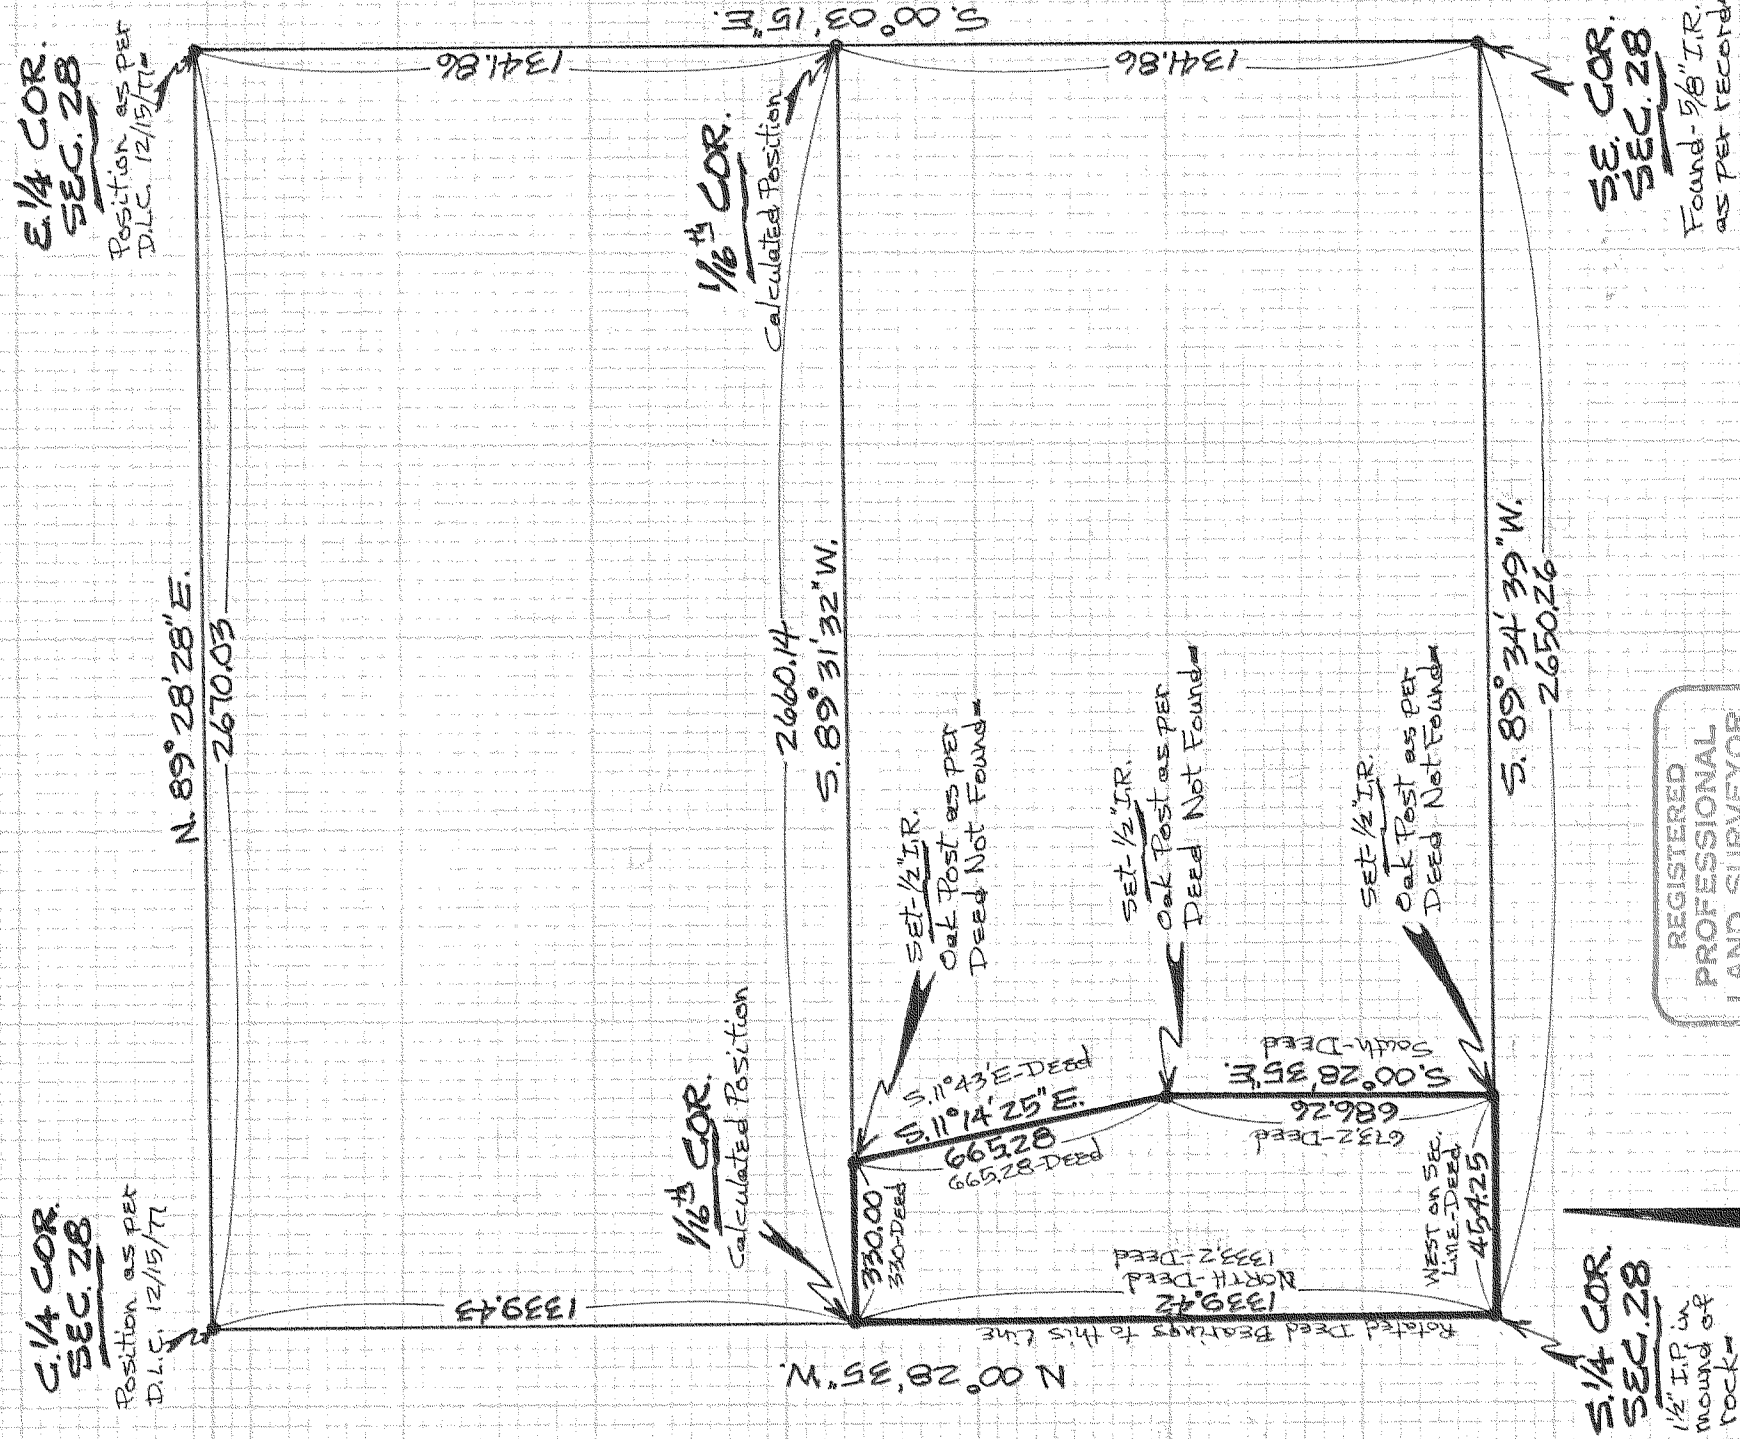 E.1/4 COR.
SEC. 28
Position as per
D.L.C. 12/15/77
S. 00° 03' 15" E.
1341.86
1341.86
N. 89° 28' 28" E.
2670.03
C.1/4 COR.
SEC. 28
Position as per
D.L.C. 12/15/77
1339.43
1/16th COR.
Calculated Position
2660.14
S. 89° 31' 32" W.
1/16th COR.
Calculated Position
SET-1/2" I.R.
Oak Post as per
Deed Not Found
330.00
330-Deed
S. 11° 43' E-Deed
S. 11° 14' 25" E.
665.28
665.28-Deed
SET-1/2" I.R.
Oak Post as per
Deed Not Found
South-Deed
S. 00° 28' 35" E.
686.26
673.2-Deed
SET-1/2" I.R.
Oak Post as per
Deed Not Found
WEST on Sec.
Line-Deed
454.25
1333.2-Deed
NORTH-Deed
1339.42
Rotated Deed Bearings to this Line
N 00° 28' 35" W.
S. 89° 34' 39" W.
2650.26
S.E. COR.
SEC. 28
Found-5/8" I.R.
as per record
S.1/4 COR.
SEC. 28
1 1/2" I.P. in
mound of
rock
REGISTERED
PROFESSIONAL
LAND SURVEYOR